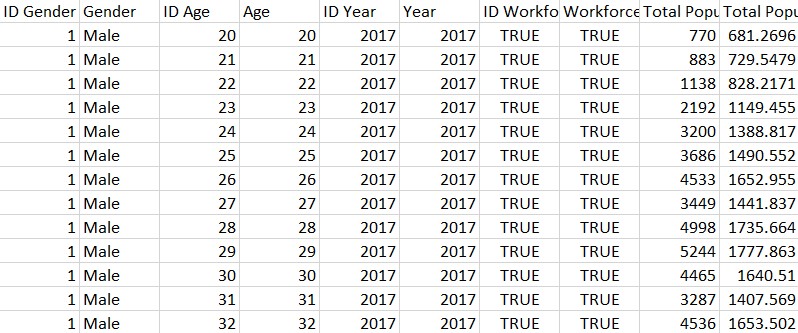 ID Gender Gender ID Age Age ID Year Year ID Workfo Workforce Total Popu Total Popu
1 Male 20 20 2017 2017 TRUE TRUE 770 681.2696
1 Male 21 21 2017 2017 TRUE TRUE 883 729.5479
1 Male 22 22 2017 2017 TRUE TRUE 1138 828.2171
1 Male 23 23 2017 2017 TRUE TRUE 2192 1149.455
1 Male 24 24 2017 2017 TRUE TRUE 3200 1388.817
1 Male 25 25 2017 2017 TRUE TRUE 3686 1490.552
1 Male 26 26 2017 2017 TRUE TRUE 4533 1652.955
1 Male 27 27 2017 2017 TRUE TRUE 3449 1441.837
1 Male 28 28 2017 2017 TRUE TRUE 4998 1735.664
1 Male 29 29 2017 2017 TRUE TRUE 5244 1777.863
1 Male 30 30 2017 2017 TRUE TRUE 4465 1640.51
1 Male 31 31 2017 2017 TRUE TRUE 3287 1407.569
1 Male 32 32 2017 2017 TRUE TRUE 4536 1653.502